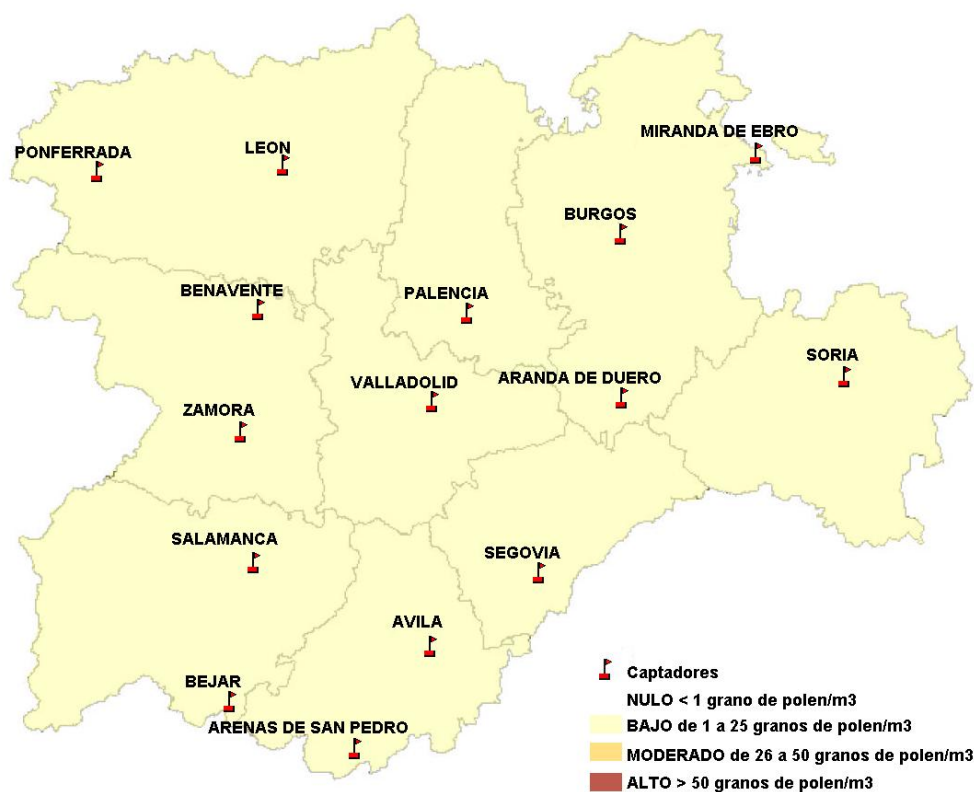 MIRANDA DE EBRO
PONFERRADA
LEON
BURGOS
BENAVENTE
PALENCIA
SORIA
VALLADOLID
ARANDA DE DUERO
ZAMORA
SALAMANCA
SEGOVIA
AVILA
BEJAR
ARENAS DE SAN PEDRO
Captadores
NULO < 1 grano de polen/m3
BAJO de 1 a 25 granos de polen/m3
MODERADO de 26 a 50 granos de polen/m3
ALTO > 50 granos de polen/m3